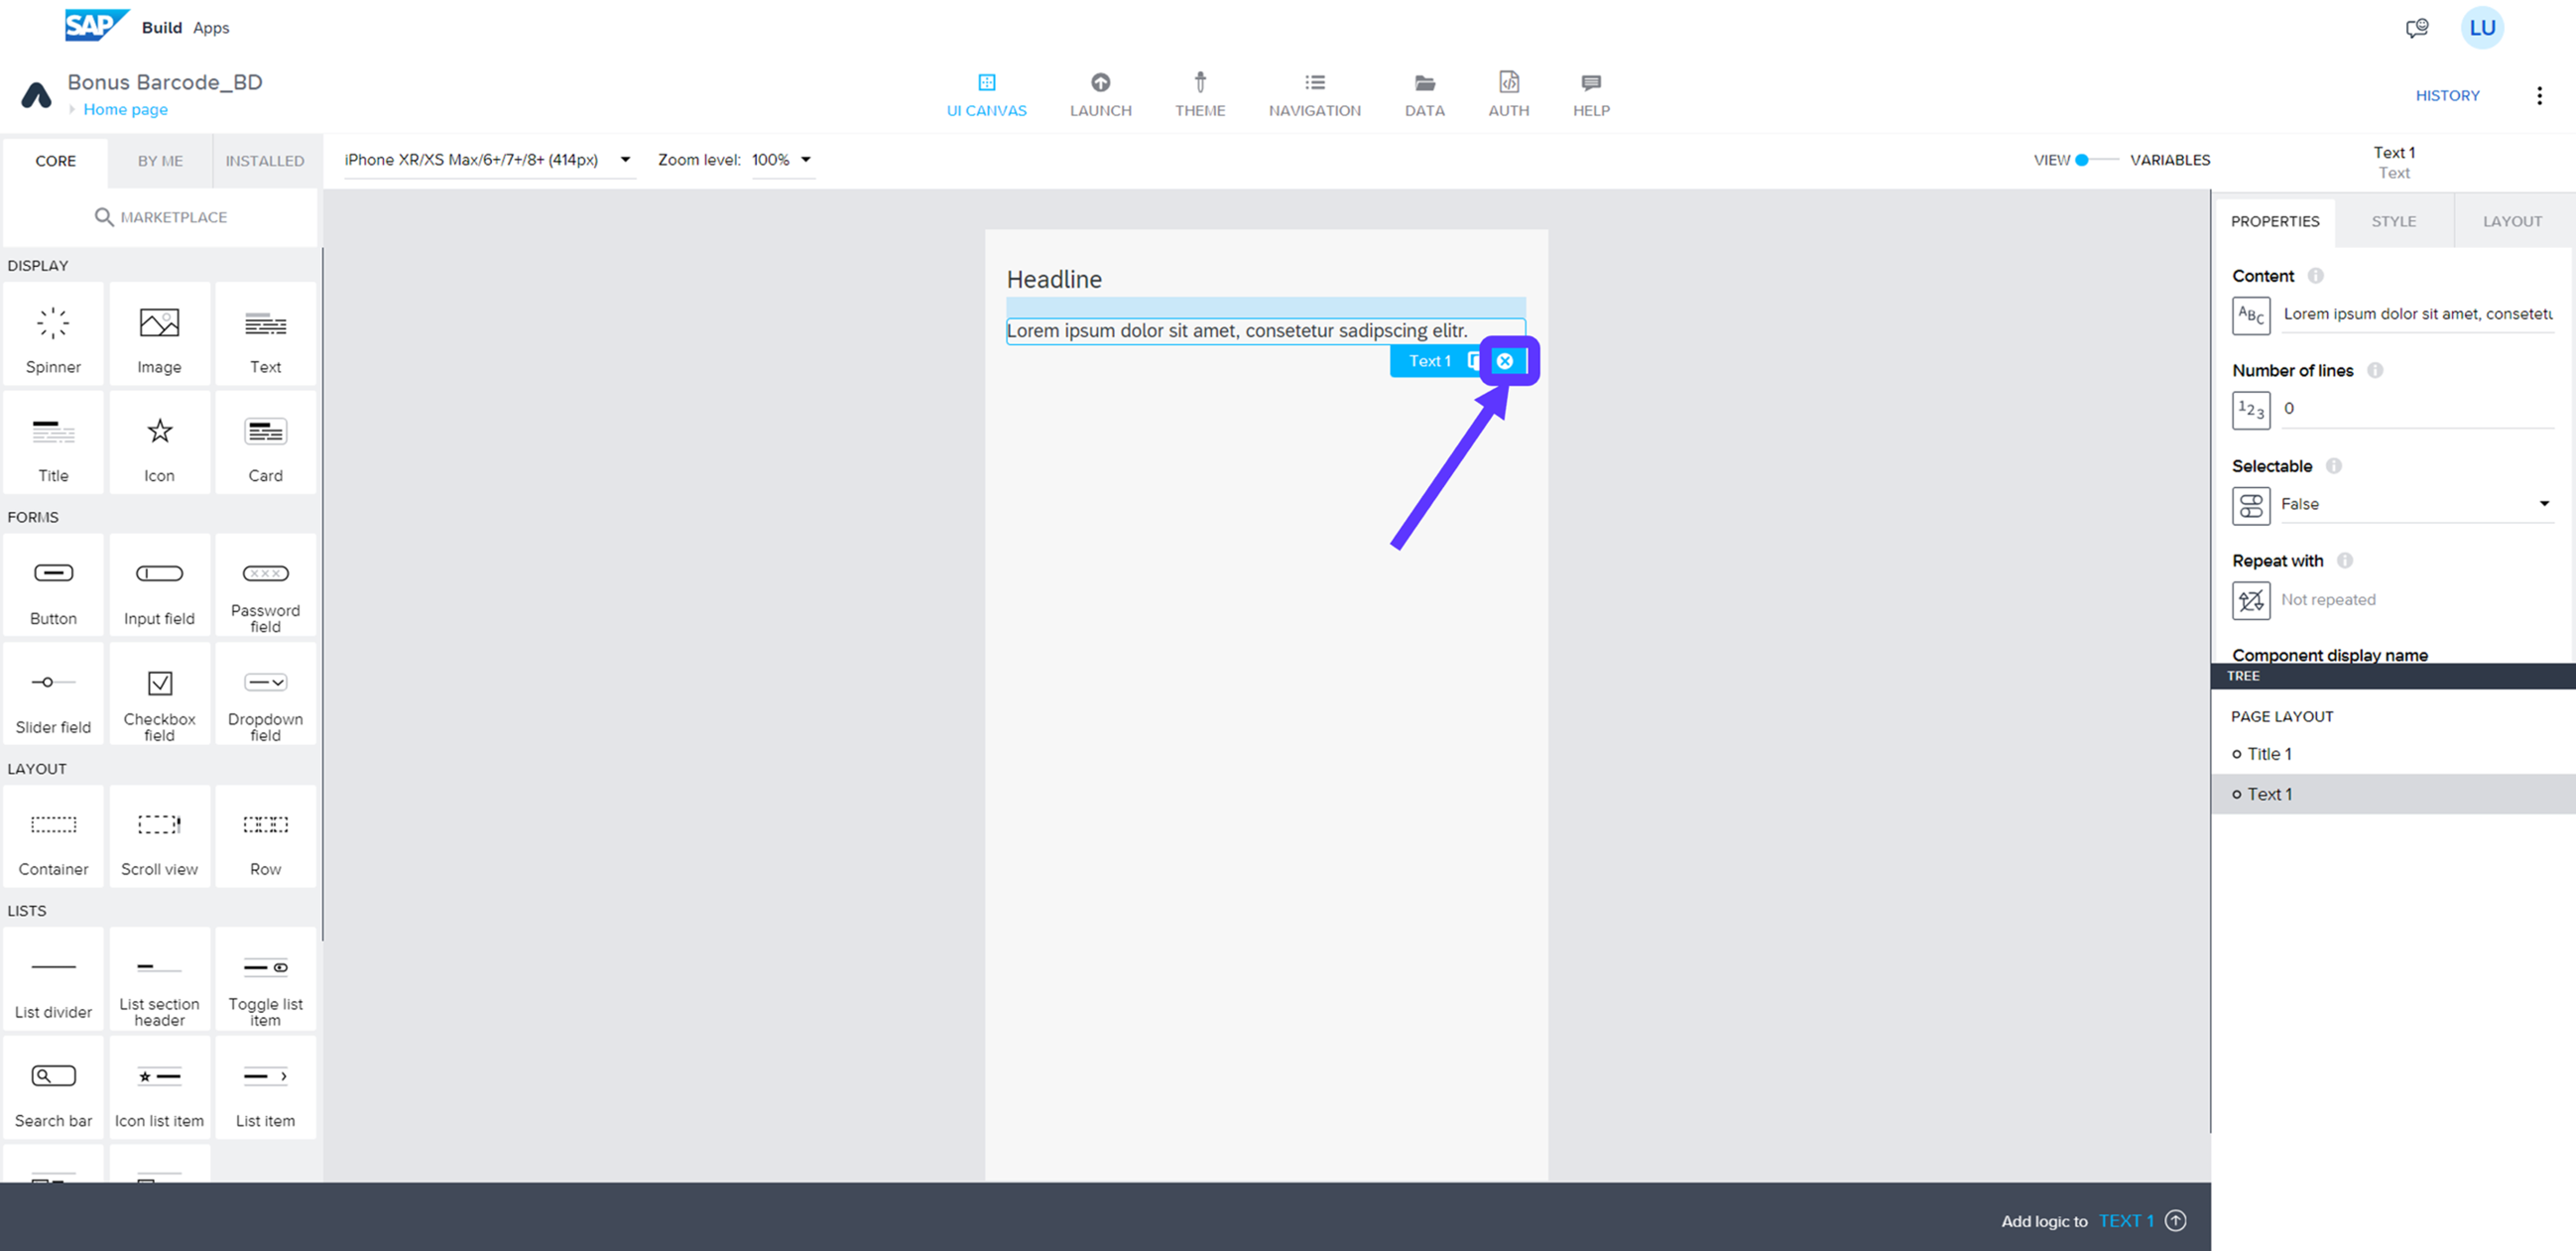 SAP Build Apps
Bonus Barcode_BD
Home page
UI CANVAS
LAUNCH
THEME
NAVIGATION
DATA
AUTH
HELP
LU
HISTORY
CORE
BY ME
INSTALLED
MARKETPLACE
iPhone XR/XS Max/6+/7+/8+ (414px)
Zoom level: 100%
VIEW
VARIABLES
DISPLAY
Spinner
Image
Text
Title
Icon
Card
FORMS
Button
Input field
Password
field
Slider field
Checkbox
field
Dropdown
field
LAYOUT
Container
Scroll view
Row
LISTS
List divider
List section
header
Toggle list
item
Search bar
Icon list item
List item
Headline
Lorem ipsum dolor sit amet, consetetur sadipscing elitr.
Text 1
Text 1
Text
PROPERTIES
STYLE
LAYOUT
Content
ABC
Lorem ipsum dolor sit amet, consetetu
Number of lines
123
0
Selectable
False
Repeat with
Not repeated
Component display name
TREE
PAGE LAYOUT
Title 1
Text 1
Add logic to TEXT 1